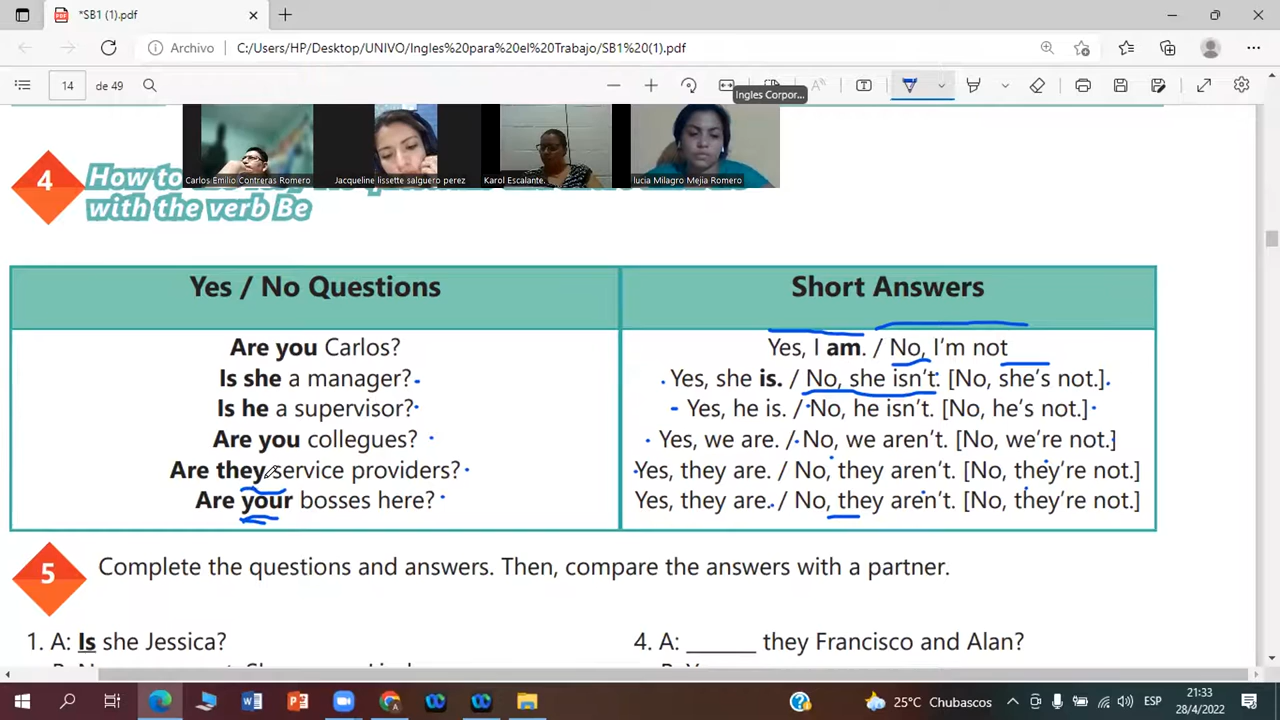 *SB1 (1).pdf
Archivo
C:/Users/HP/Desktop/UNIVO/Ingles%20para%20el%20Trabajo/SB1%20(1).pdf
14 de 49
Ingles Corpor...
Carlos Emilio Contreras Romero
Jacqueline lissette salguero perez
Karol Escalante.
lucia Milagro Mejia Romero
4
How to
with the verb Be
Yes / No Questions
Short Answers
Are you Carlos?
Yes, I am. / No, I'm not
Is she a manager?
Yes, she is. / No, she isn't. [No, she's not.]
Is he a supervisor?
Yes, he is. / No, he isn't. [No, he's not.]
Are you collegues?
Yes, we are. / No, we aren't. [No, we're not.]
Are they service providers?
Yes, they are. / No, they aren't. [No, they're not.]
Are your bosses here?
Yes, they are. / No, they aren't. [No, they're not.]
5
Complete the questions and answers. Then, compare the answers with a partner.
1. A: Is she Jessica?
4. A: ______ they Francisco and Alan?
25°C Chubascos
ESP
21:33
28/4/2022